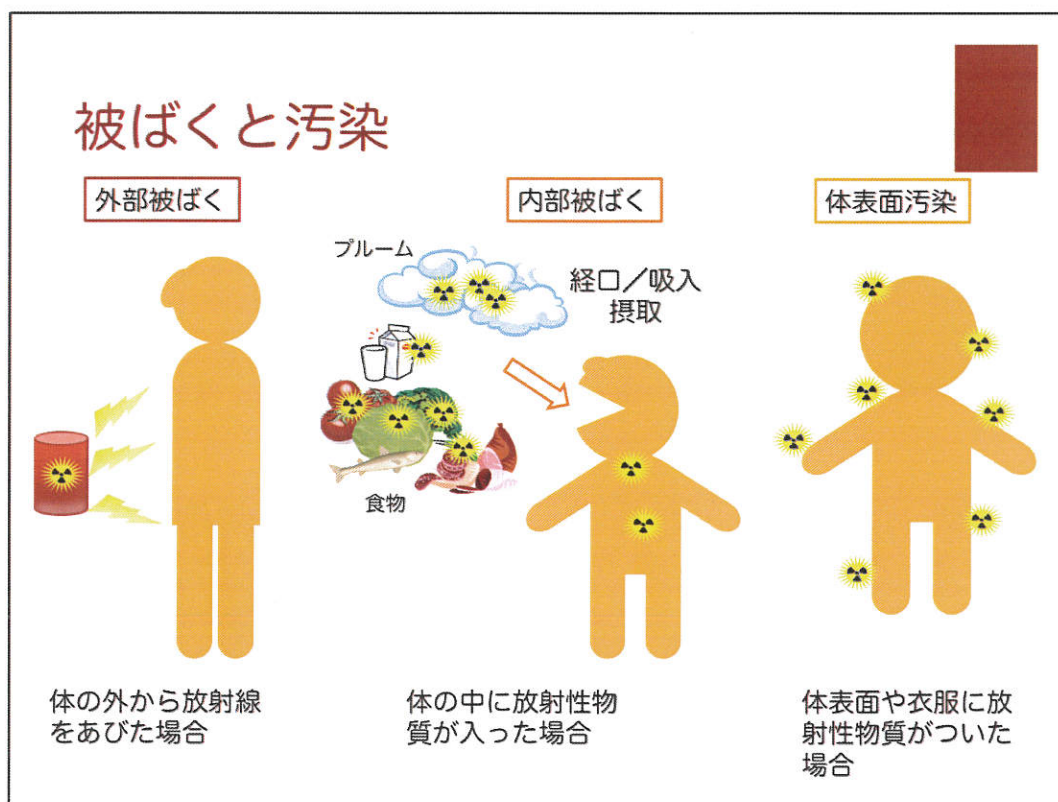 被ばくと汚染
外部被ばく
体の外から放射線
をあびた場合
内部被ばく
プルーム
経口／吸入
摂取
食物
体の中に放射性物
質が入った場合
体表面汚染
体表面や衣服に放
射性物質がついた
場合